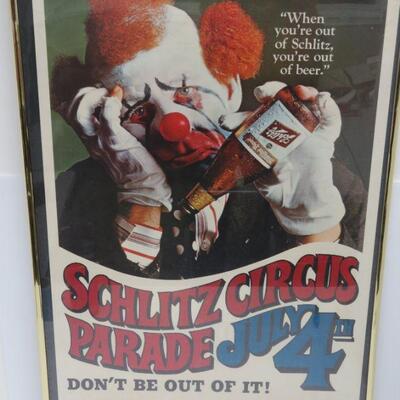 “When
you’re out
of Schlitz,
you’re out
of beer.”
Schlitz
SCHLITZ CIRCUS
PARADE JULY 4TH
DON’T BE OUT OF IT!